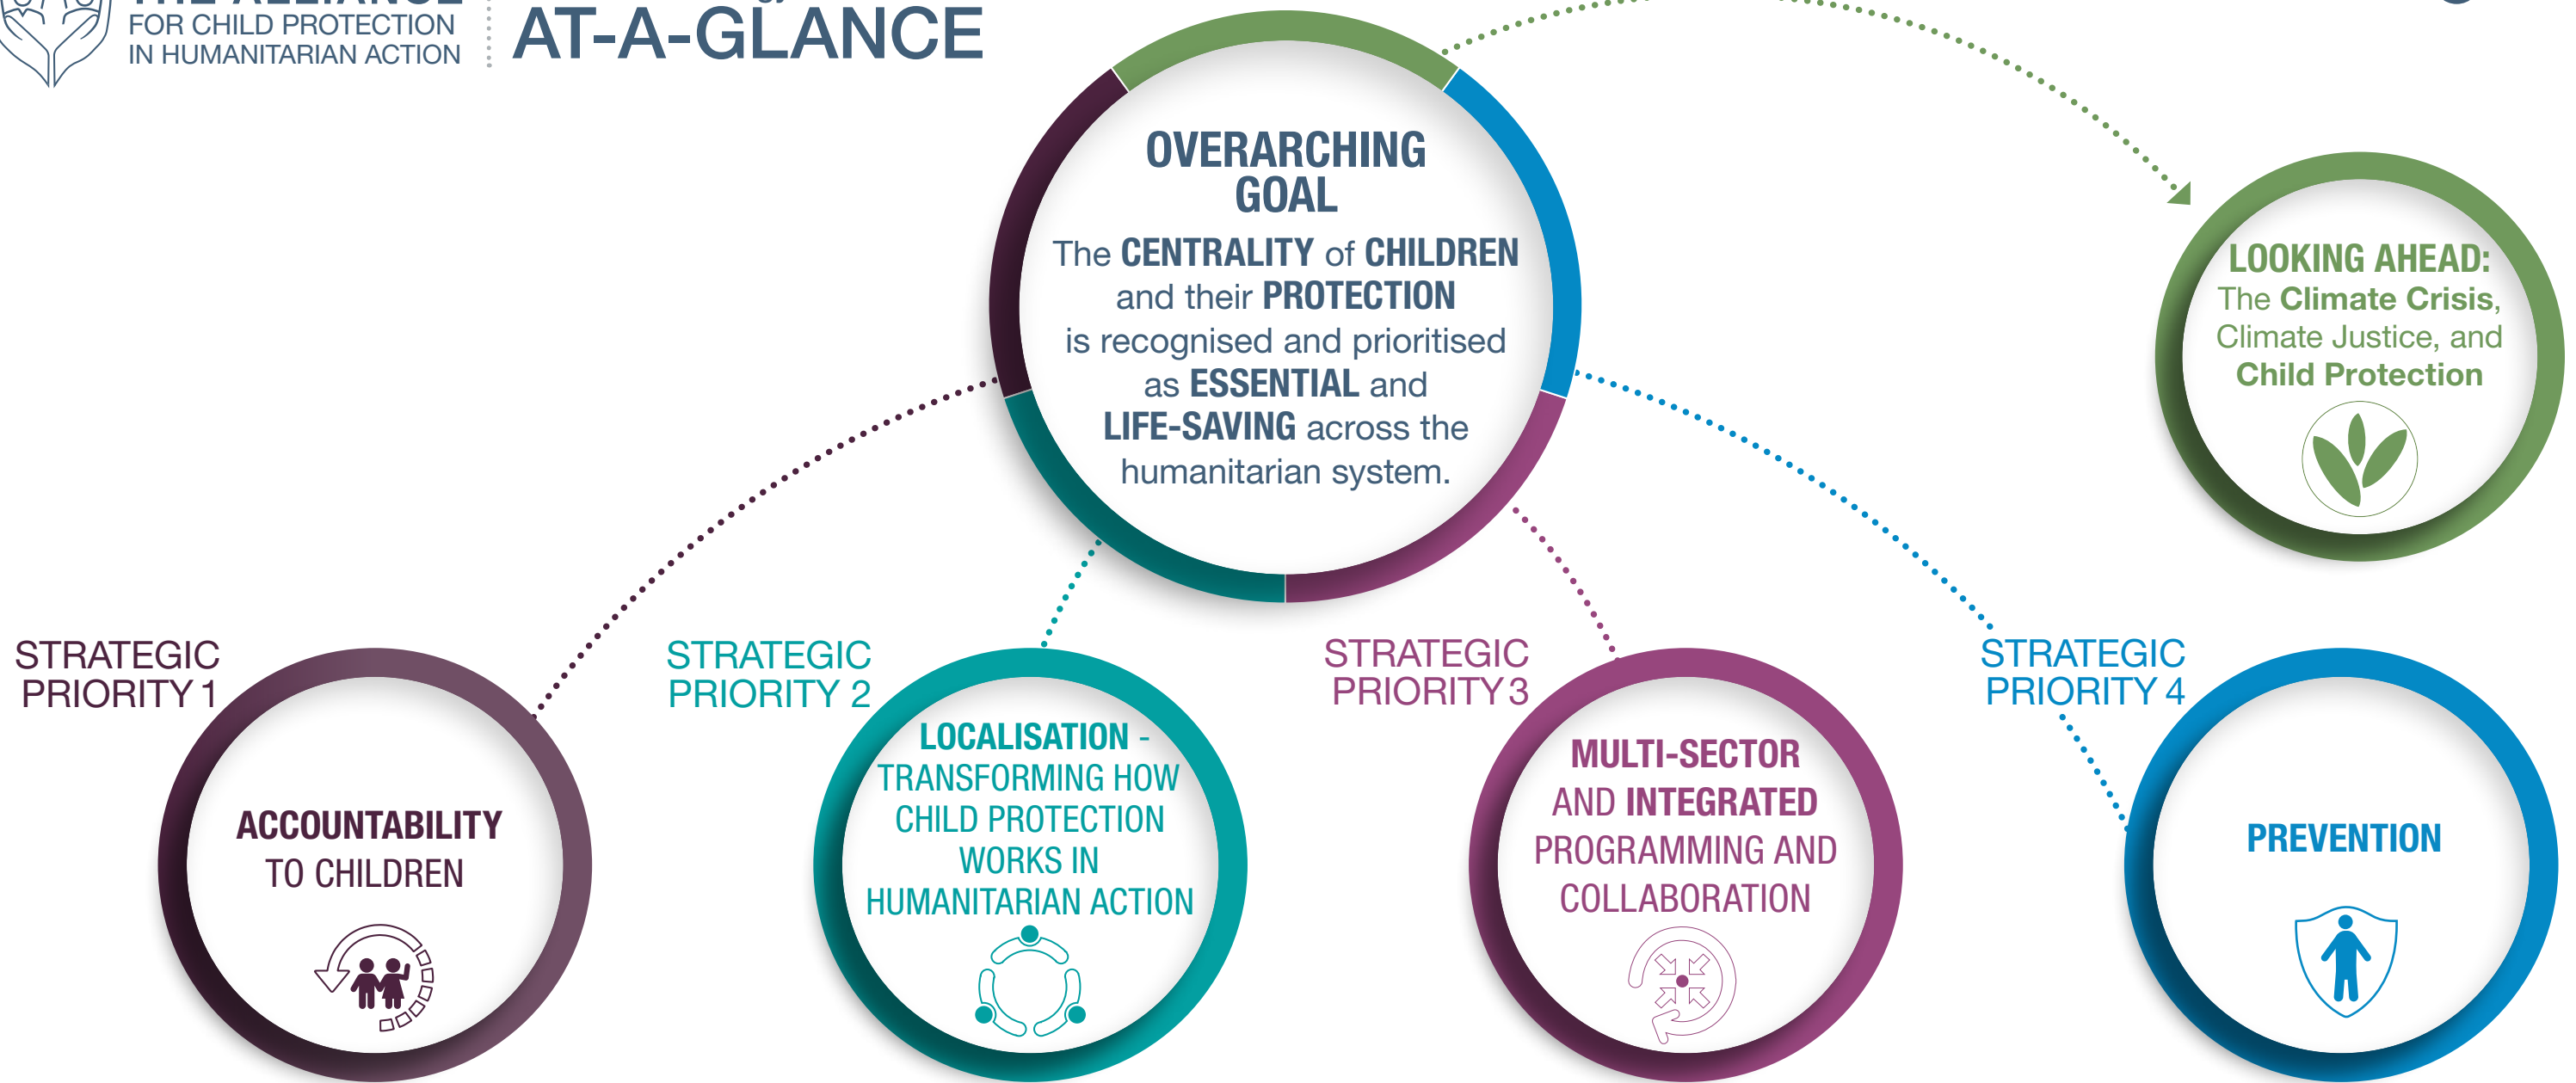 THE ALLIANCE
FOR CHILD PROTECTION
IN HUMANITARIAN ACTION
AT-A-GLANCE
OVERARCHING
GOAL
The CENTRALITY of CHILDREN
and their PROTECTION
is recognised and prioritised
as ESSENTIAL and
LIFE-SAVING across the
humanitarian system.
LOOKING AHEAD:
The Climate Crisis,
Climate Justice, and
Child Protection
STRATEGIC
PRIORITY 1
ACCOUNTABILITY
TO CHILDREN
STRATEGIC
PRIORITY 2
LOCALISATION -
TRANSFORMING HOW
CHILD PROTECTION
WORKS IN
HUMANITARIAN ACTION
STRATEGIC
PRIORITY 3
MULTI-SECTOR
AND INTEGRATED
PROGRAMMING AND
COLLABORATION
STRATEGIC
PRIORITY 4
PREVENTION